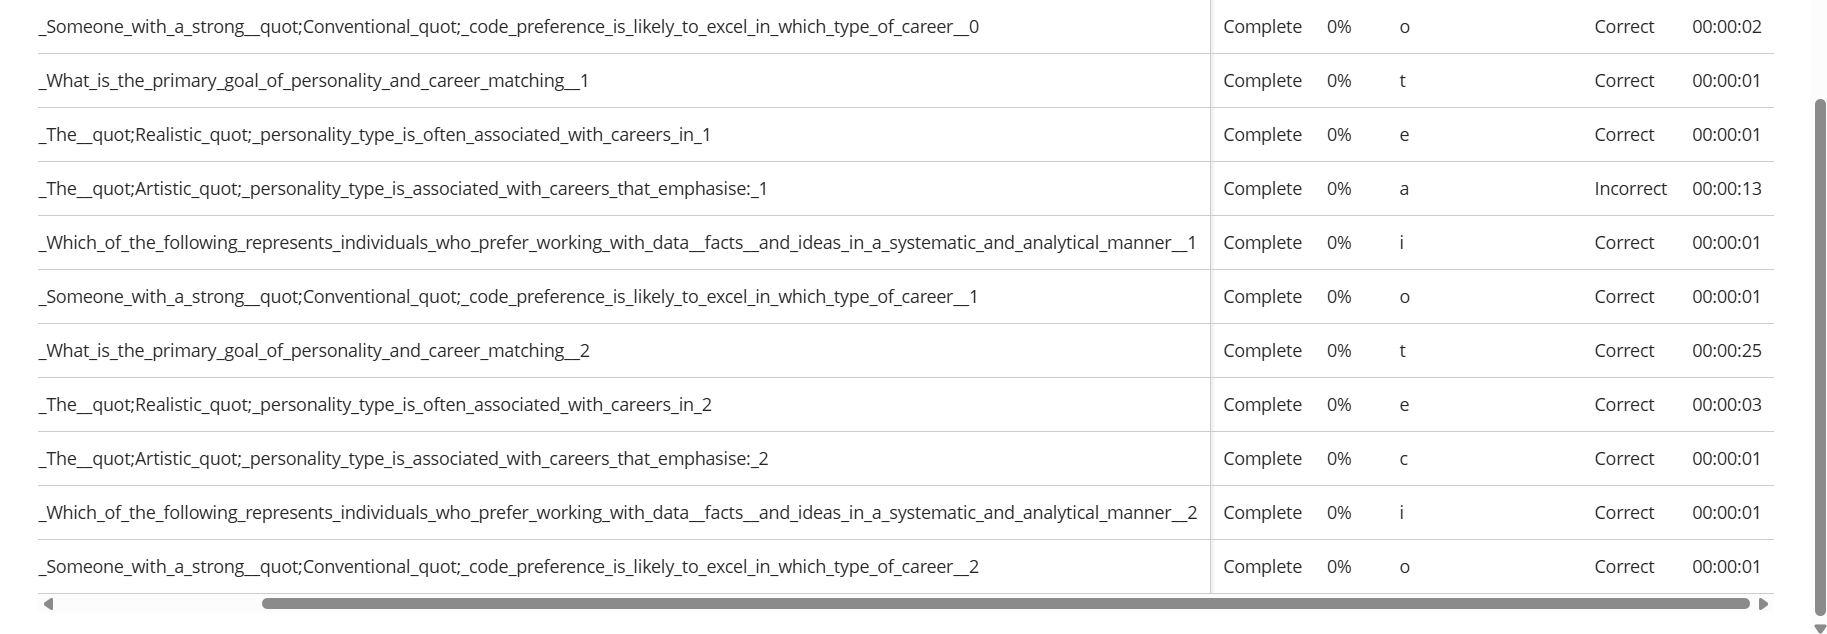 _Someone_with_a_strong__quot;Conventional_quot;_code_preference_is_likely_to_excel_in_which_type_of_career__0 Complete 0% o Correct 00:00:02
_What_is_the_primary_goal_of_personality_and_career_matching__1 Complete 0% t Correct 00:00:01
_The__quot;Realistic_quot;_personality_type_is_often_associated_with_careers_in_1 Complete 0% e Correct 00:00:01
_The__quot;Artistic_quot;_personality_type_is_associated_with_careers_that_emphasise:_1 Complete 0% a Incorrect 00:00:13
_Which_of_the_following_represents_individuals_who_prefer_working_with_data__facts__and_ideas_in_a_systematic_and_analytical_manner__1 Complete 0% i Correct 00:00:01
_Someone_with_a_strong__quot;Conventional_quot;_code_preference_is_likely_to_excel_in_which_type_of_career__1 Complete 0% o Correct 00:00:01
_What_is_the_primary_goal_of_personality_and_career_matching__2 Complete 0% t Correct 00:00:25
_The__quot;Realistic_quot;_personality_type_is_often_associated_with_careers_in_2 Complete 0% e Correct 00:00:03
_The__quot;Artistic_quot;_personality_type_is_associated_with_careers_that_emphasise:_2 Complete 0% c Correct 00:00:01
_Which_of_the_following_represents_individuals_who_prefer_working_with_data__facts__and_ideas_in_a_systematic_and_analytical_manner__2 Complete 0% i Correct 00:00:01
_Someone_with_a_strong__quot;Conventional_quot;_code_preference_is_likely_to_excel_in_which_type_of_career__2 Complete 0% o Correct 00:00:01